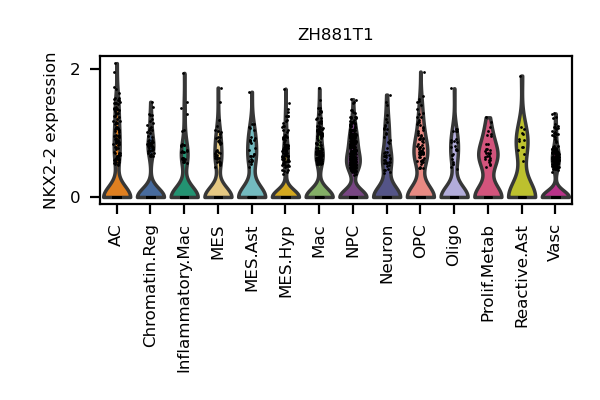 ZH881T1
NKX2-2 expression
2
0
AC
Chromatin.Reg
Inflammatory.Mac
MES
MES.Ast
MES.Hyp
Mac
NPC
Neuron
OPC
Oligo
Prolif.Metab
Reactive.Ast
Vasc